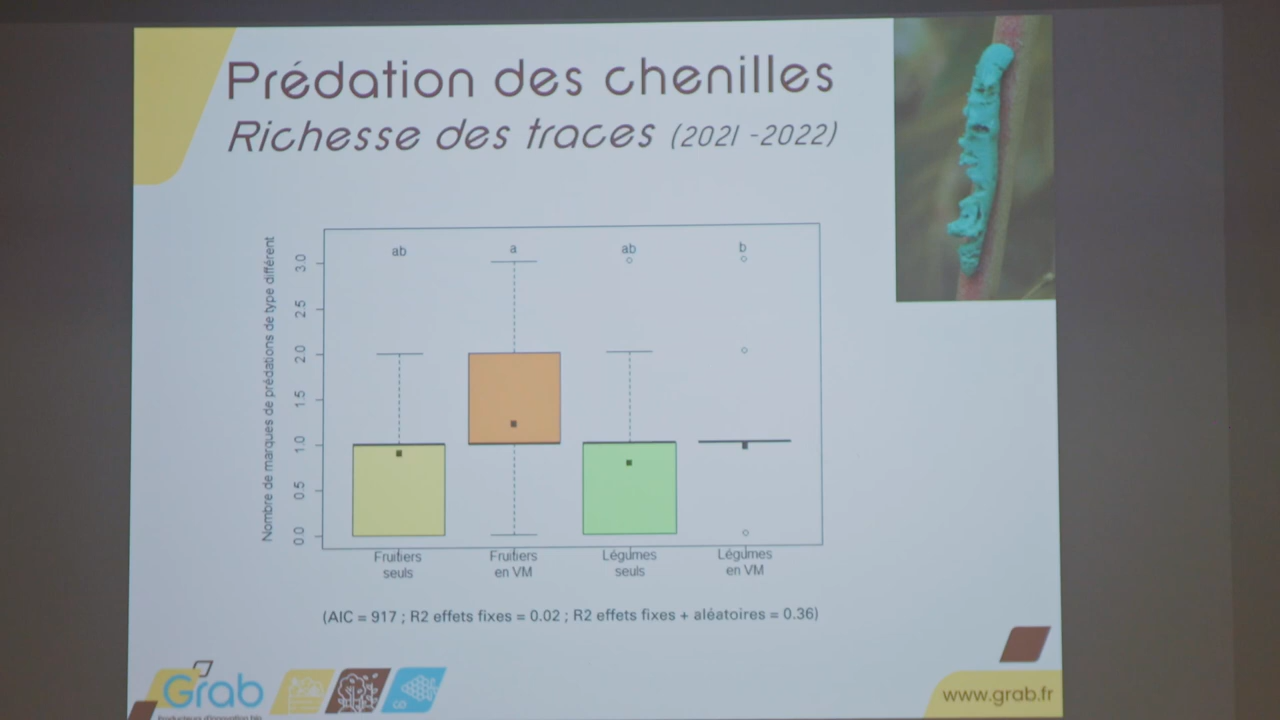 Prédation des chenilles
Richesse des traces (2021 -2022)
Nombre de marques de prédations de type différent
3.0
2.5
2.0
1.5
1.0
0.5
0.0
ab
a
ab
b
Fruitiers
seuls
Fruitiers
en VM
Légumes
seuls
Légumes
en VM
(AIC = 917 ; R2 effets fixes = 0.02 ; R2 effets fixes + aléatoires = 0.36)
Grab
Producteurs d'innovation bio
www.grab.fr